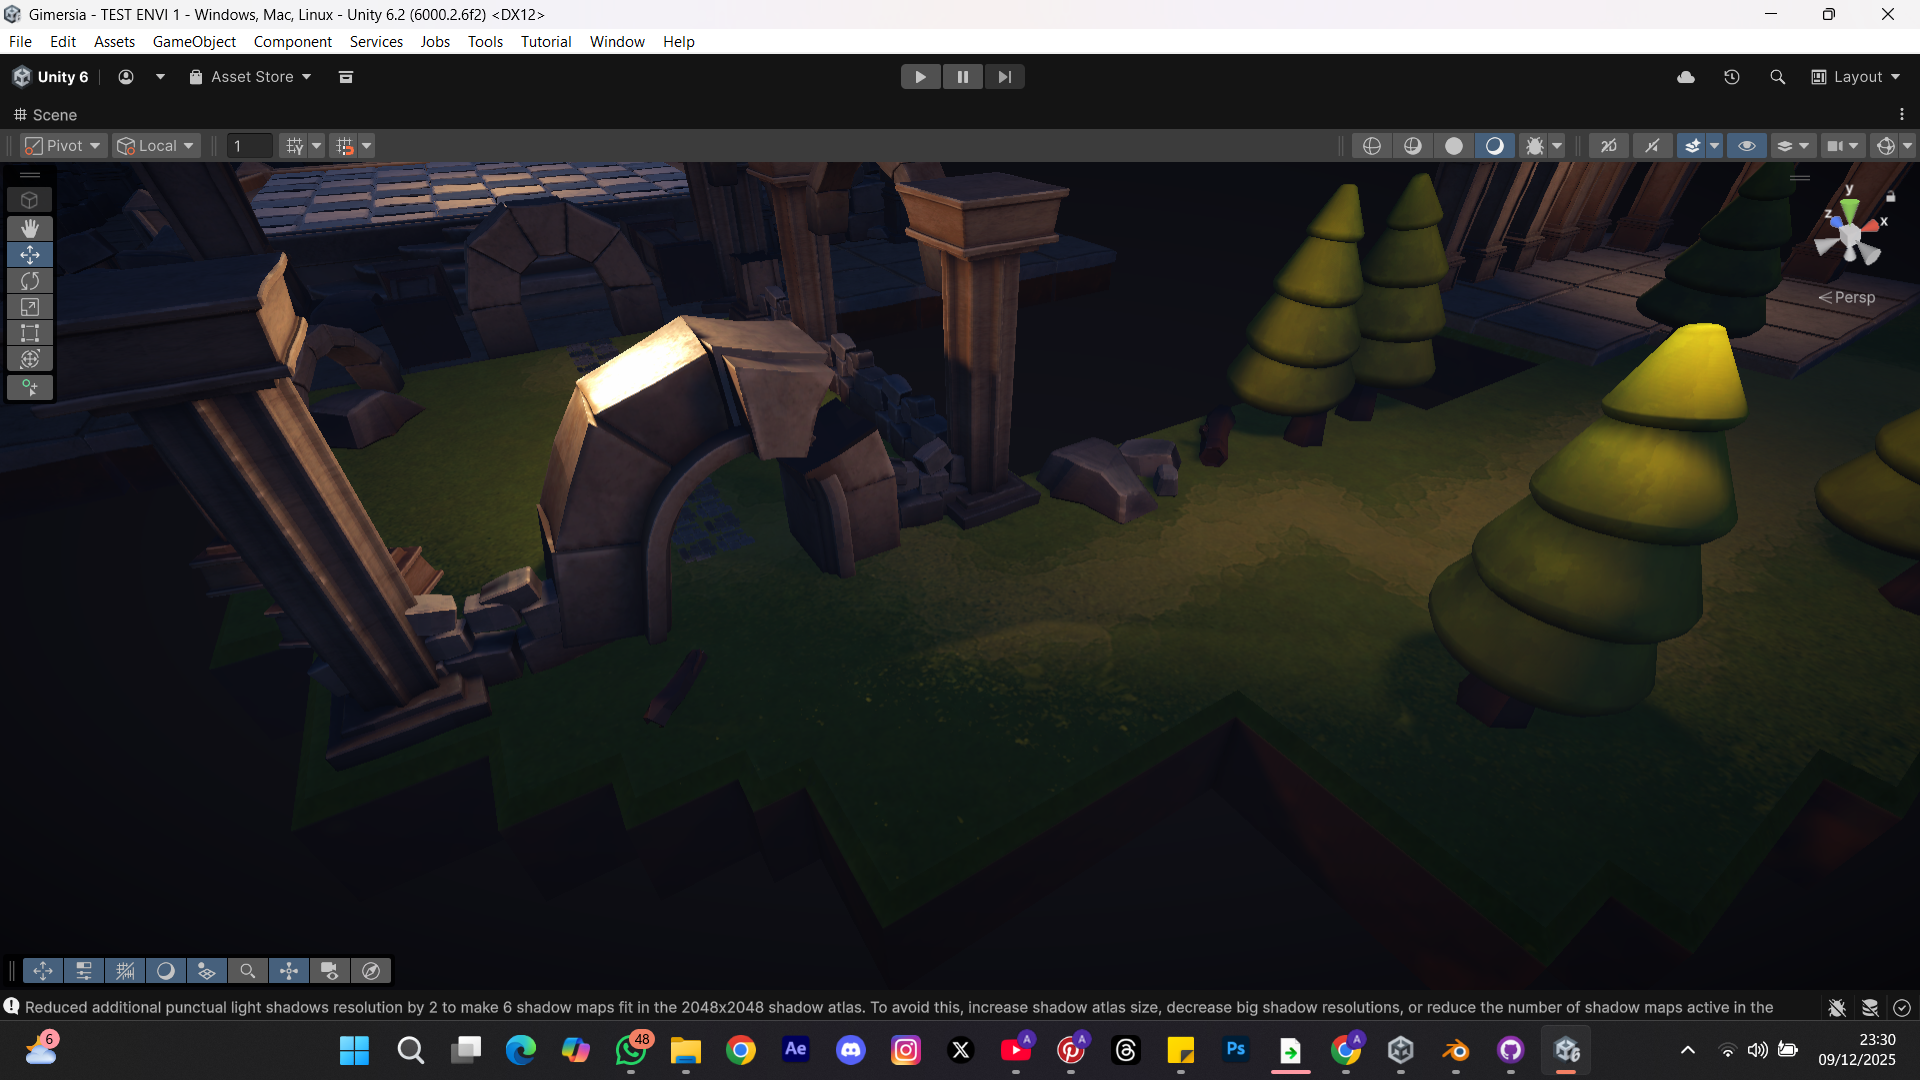 Gimersia - TEST ENVI 1 - Windows, Mac, Linux - Unity 6.2 (6000.2.6f2) <DX12>
File Edit Assets GameObject Component Services Jobs Tools Tutorial Window Help
Unity 6 Asset Store Layout
Scene
Pivot Local 1 2D
y
z x
Persp
Reduced additional punctual light shadows resolution by 2 to make 6 shadow maps fit in the 2048x2048 shadow atlas. To avoid this, increase shadow atlas size, decrease big shadow resolutions, or reduce the number of shadow maps active in the
6 48 Ae A A Ps A 6 23:30
09/12/2025